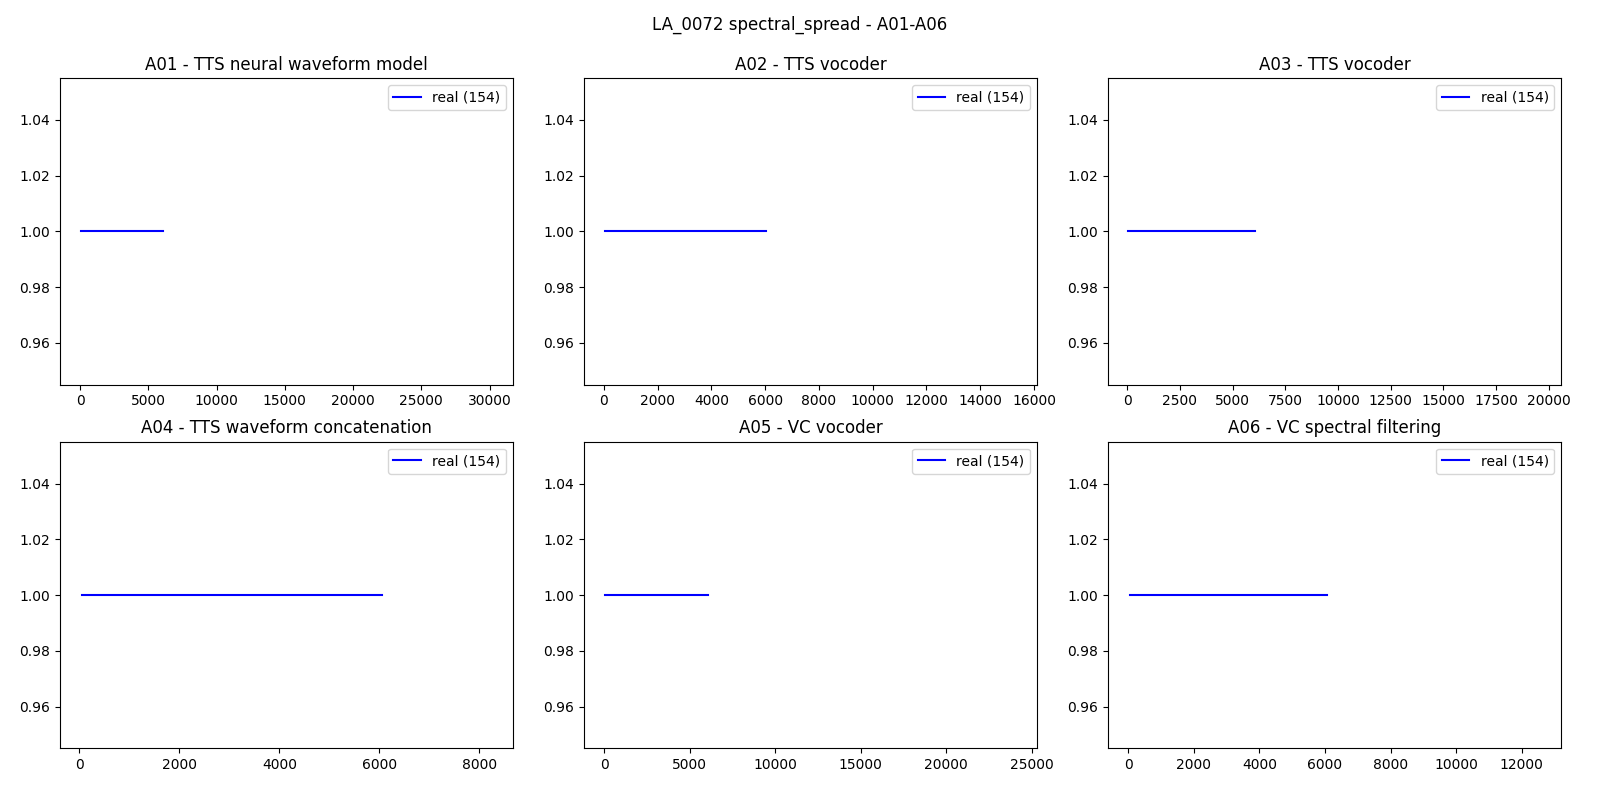 LA_0072 spectral_spread - A01-A06
A01 - TTS neural waveform model
real (154)
1.04
1.02
1.00
0.98
0.96
0 5000 10000 15000 20000 25000 30000
A02 - TTS vocoder
real (154)
1.04
1.02
1.00
0.98
0.96
0 2000 4000 6000 8000 10000 12000 14000 16000
A03 - TTS vocoder
real (154)
1.04
1.02
1.00
0.98
0.96
0 2500 5000 7500 10000 12500 15000 17500 20000
A04 - TTS waveform concatenation
real (154)
1.04
1.02
1.00
0.98
0.96
0 2000 4000 6000 8000
A05 - VC vocoder
real (154)
1.04
1.02
1.00
0.98
0.96
0 5000 10000 15000 20000 25000
A06 - VC spectral filtering
real (154)
1.04
1.02
1.00
0.98
0.96
0 2000 4000 6000 8000 10000 12000